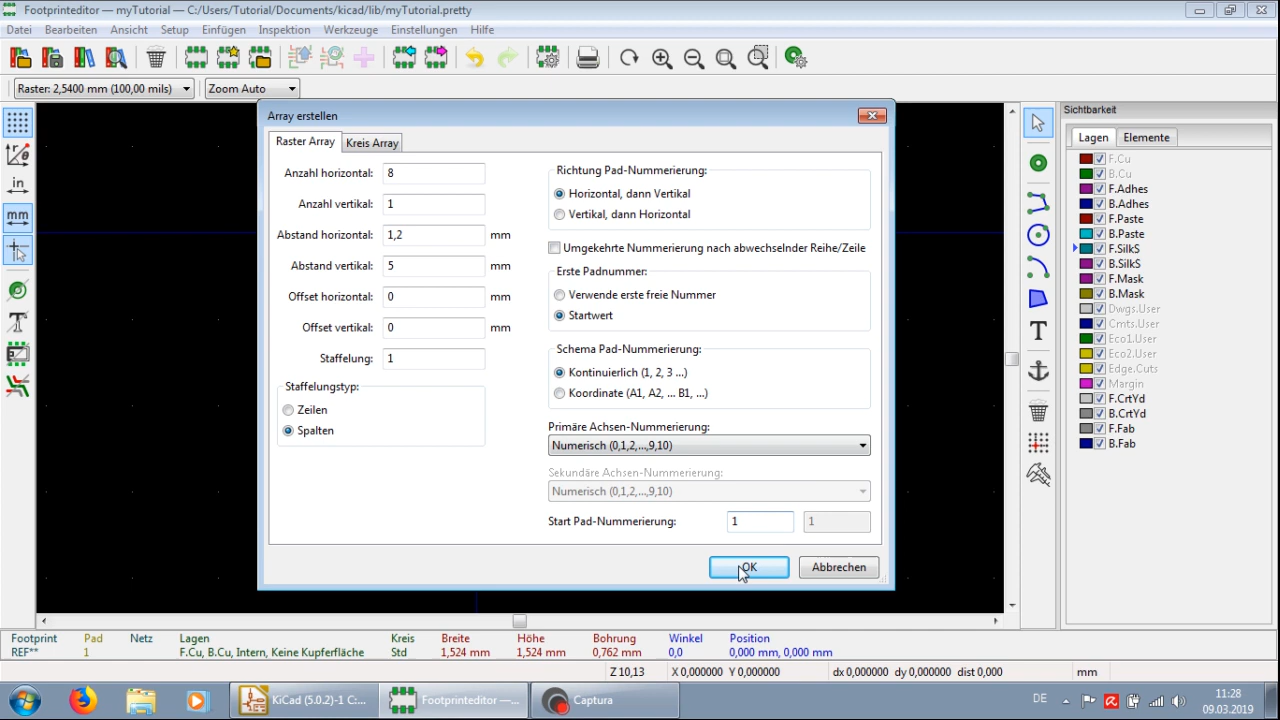 Footprinteditor — myTutorial — C:/Users/Tutorial/Documents/kicad/lib/myTutorial.pretty
Datei Bearbeiten Ansicht Setup Einfügen Inspektion Werkzeuge Einstellungen Hilfe
Raster: 2,5400 mm (100,00 mils) Zoom Auto
in
mm
Array erstellen
Raster Array Kreis Array
Anzahl horizontal: 8
Anzahl vertikal: 1
Abstand horizontal: 1,2 mm
Abstand vertikal: 5 mm
Offset horizontal: 0 mm
Offset vertikal: 0 mm
Staffelung: 1
Staffelungstyp:
Zeilen
Spalten
Richtung Pad-Nummerierung:
Horizontal, dann Vertikal
Vertikal, dann Horizontal
Umgekehrte Nummerierung nach abwechselnder Reihe/Zeile
Erste Padnummer:
Verwende erste freie Nummer
Startwert
Schema Pad-Nummerierung:
Kontinuierlich (1, 2, 3 ...)
Koordinate (A1, A2, ... B1, ...)
Primäre Achsen-Nummerierung:
Numerisch (0,1,2,...,9,10)
Sekundäre Achsen-Nummerierung:
Numerisch (0,1,2,...,9,10)
Start Pad-Nummerierung: 1 1
OK Abbrechen
Sichtbarkeit
Lagen Elemente
F.Cu
B.Cu
F.Adhes
B.Adhes
F.Paste
B.Paste
F.SilkS
B.SilkS
F.Mask
B.Mask
Dwgs.User
Cmts.User
Eco1.User
Eco2.User
Edge.Cuts
Margin
F.CrtYd
B.CrtYd
F.Fab
B.Fab
Footprint Pad Netz Lagen Kreis Breite Höhe Bohrung Winkel Position
REF** 1 F.Cu, B.Cu, Intern, Keine Kupferfläche Std 1,524 mm 1,524 mm 0,762 mm 0,0 0,000 mm, 0,000 mm
Z 10,13 X 0,000000 Y 0,000000 dx 0,000000 dy 0,000000 dist 0,000 mm
KiCad (5.0.2)-1 C:... Footprinteditor —... Captura DE 11:28
09.03.2019